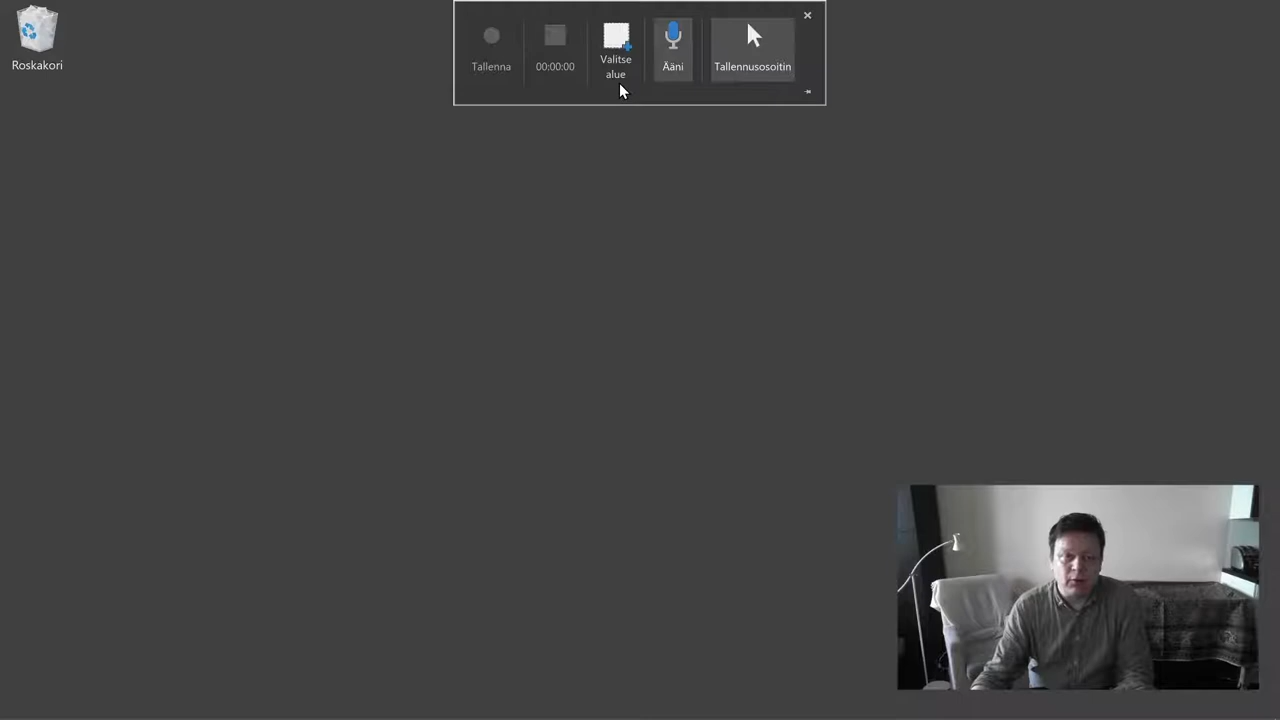 Roskakori
Tallenna
00:00:00
Valitse
alue
Ääni
Tallennusosoitin